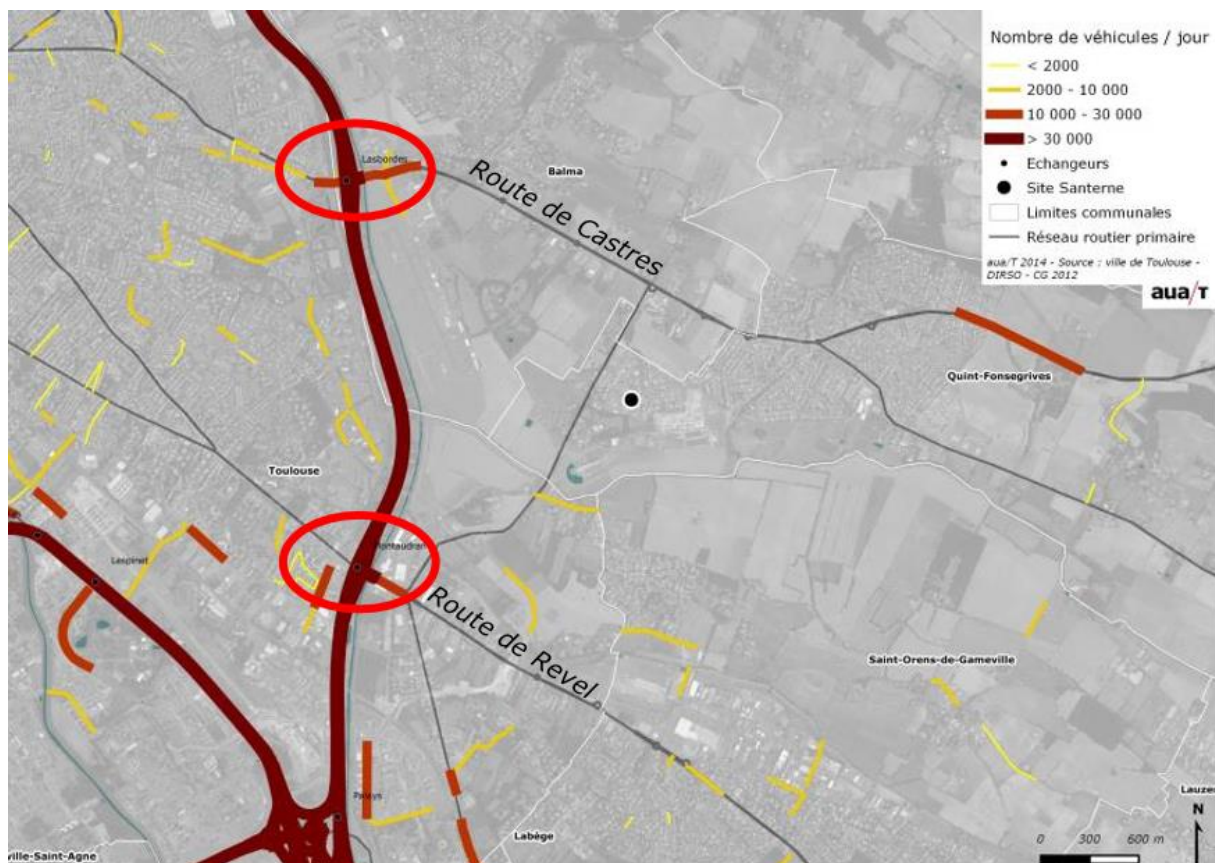 Nombre de véhicules / jour
< 2000
2000 - 10 000
10 000 - 30 000
> 30 000
Echangeurs
Site Santerne
Limites communales
Réseau routier primaire
aua/T 2014 - Source : ville de Toulouse -
DIRSO - CG 2012
aua/T
Lasbordes
Balma
Route de Castres
Quint-Fonsegrives
Toulouse
Montaudran
Lespinet
Route de Revel
Saint-Orens-de-Gameville
Palays
Labège
Lauze
N
0 300 600 m
ville-Saint-Agne